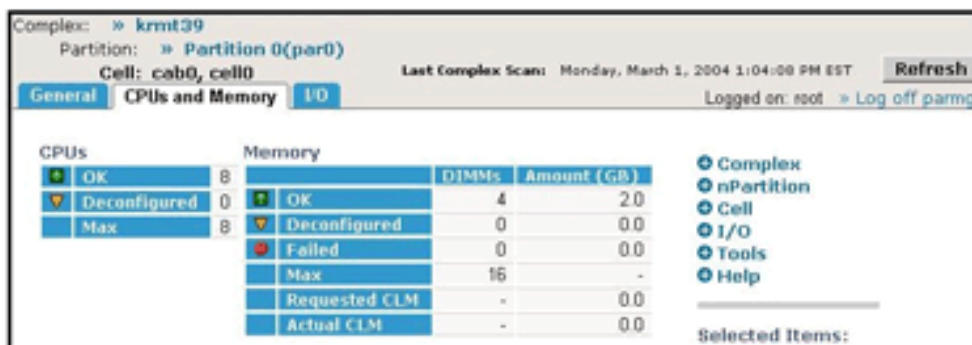 Complex: » krmt39
Partition: » Partition 0(par0)
Cell: cab0, cell0
Last Complex Scan: Monday, March 1, 2004 1:04:08 PM EST
Refresh
General CPUs and Memory I/O
Logged on: root » Log off parmg
CPUs
OK 8
Deconfigured 0
Max 8
Memory
DIMMs Amount (GB)
OK 4 2.0
Deconfigured 0 0.0
Failed 0 0.0
Max 16 -
Requested CLM - 0.0
Actual CLM - 0.0
Complex
nPartition
Cell
I/O
Tools
Help
Selected Items: